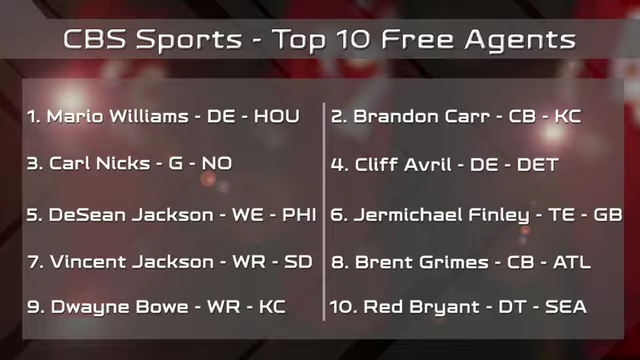 CBS Sports - Top 10 Free Agents
1. Mario Williams - DE - HOU
2. Brandon Carr - CB - KC
3. Carl Nicks - G - NO
4. Cliff Avril - DE - DET
5. DeSean Jackson - WE - PHI
6. Jermichael Finley - TE - GB
7. Vincent Jackson - WR - SD
8. Brent Grimes - CB - ATL
9. Dwayne Bowe - WR - KC
10. Red Bryant - DT - SEA